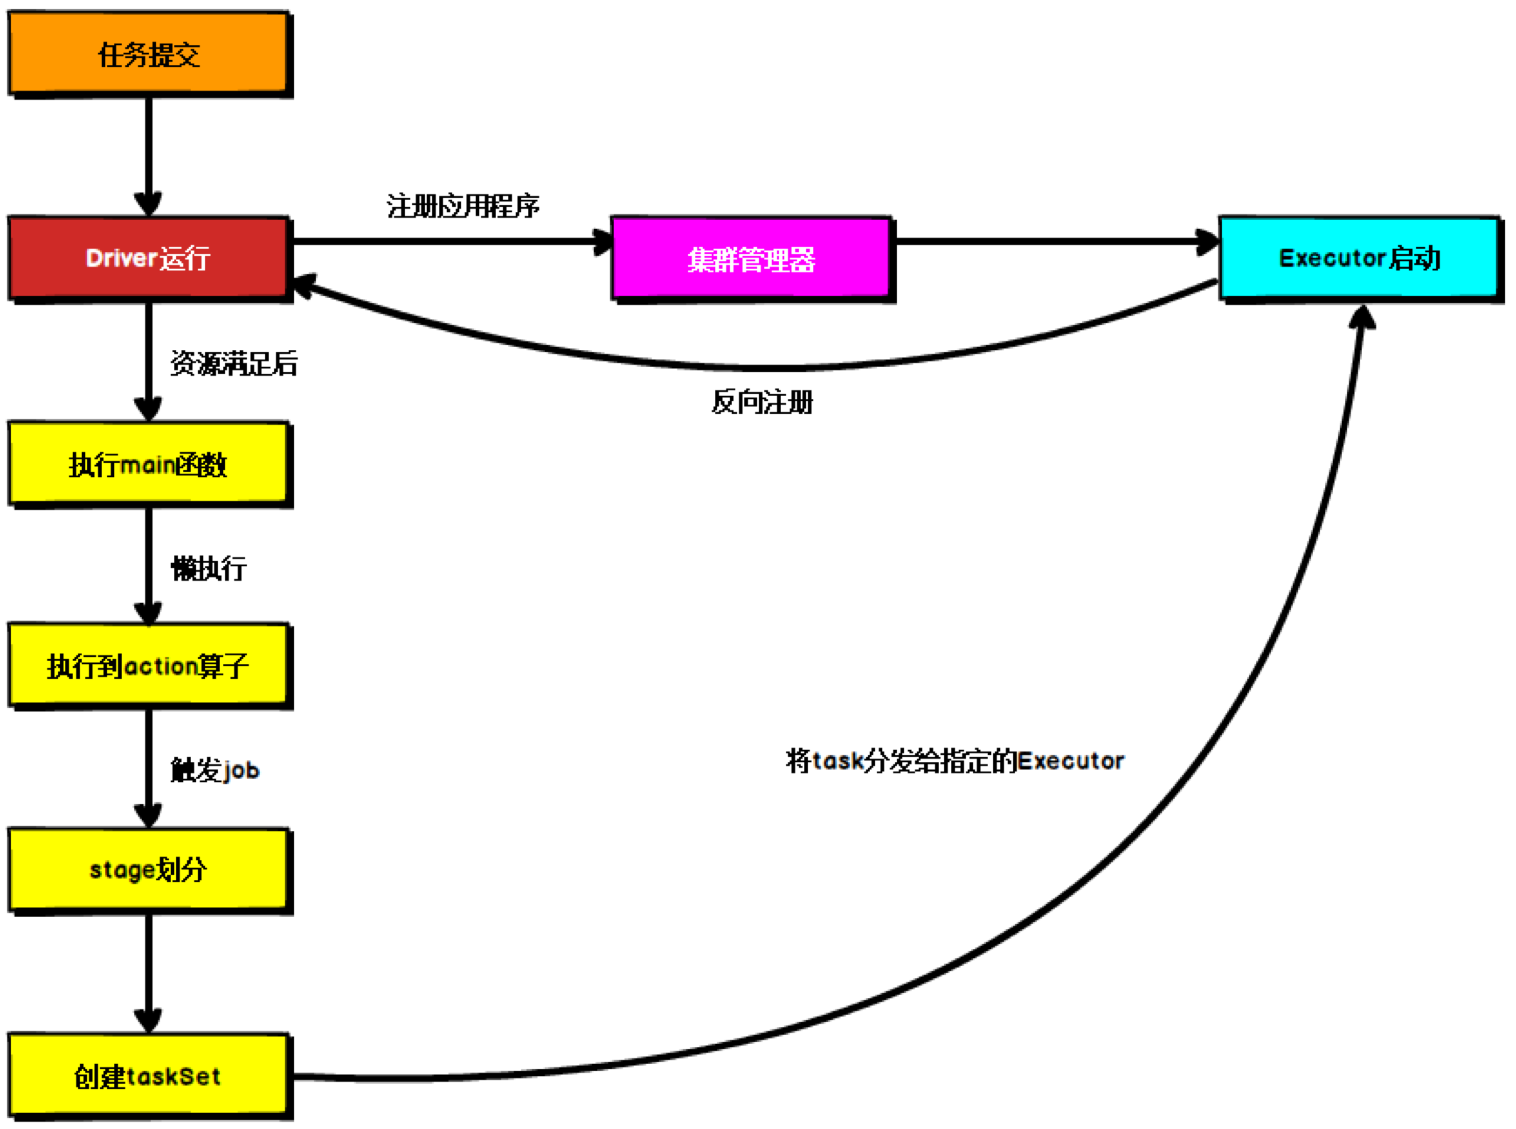 任务提交
注册应用程序
Driver运行
集群管理器
Executor启动
资源满足后
反向注册
执行main函数
懒执行
执行到action算子
将task分发给指定的Executor
触发job
stage划分
创建taskSet